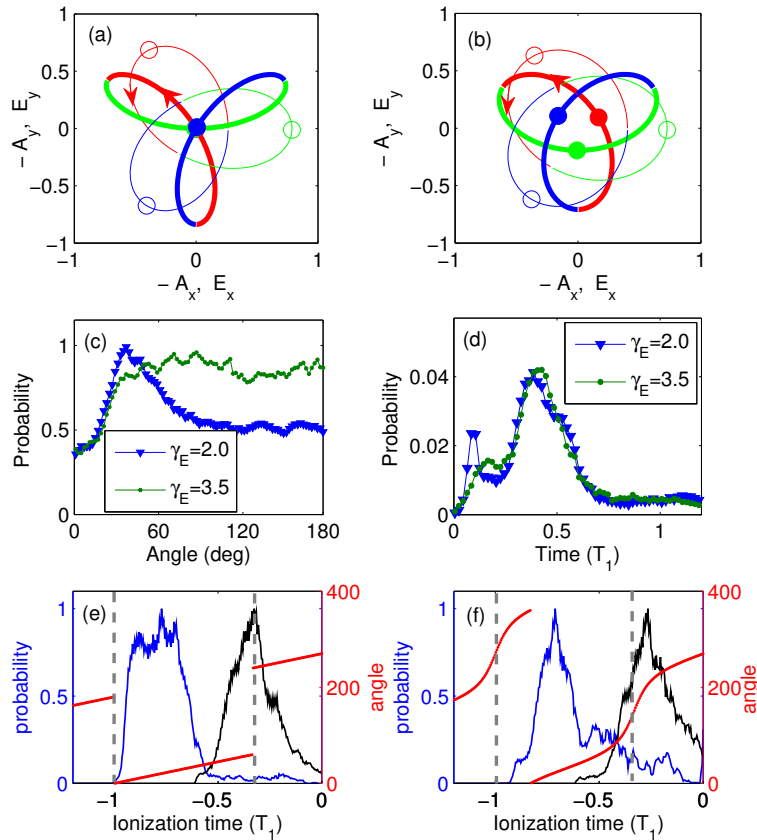 (a)
1
0.5
0
−0.5
−1
−1
0
1
− A_y, E_y
− A_x, E_x
(b)
1
0.5
0
−0.5
−1
−1
0
1
− A_y, E_y
− A_x, E_x
(c)
1
0.5
0
0
60
120
180
Probability
Angle (deg)
γ_E=2.0
γ_E=3.5
(d)
0.04
0.02
0
0
0.5
1
Probability
Time (T_1)
γ_E=2.0
γ_E=3.5
(e)
1
0.5
0
400
200
0
−1
−0.5
0
probability
angle
Ionization time (T_1)
(f)
1
0.5
0
400
200
0
−1
−0.5
0
probability
angle
Ionization time (T_1)